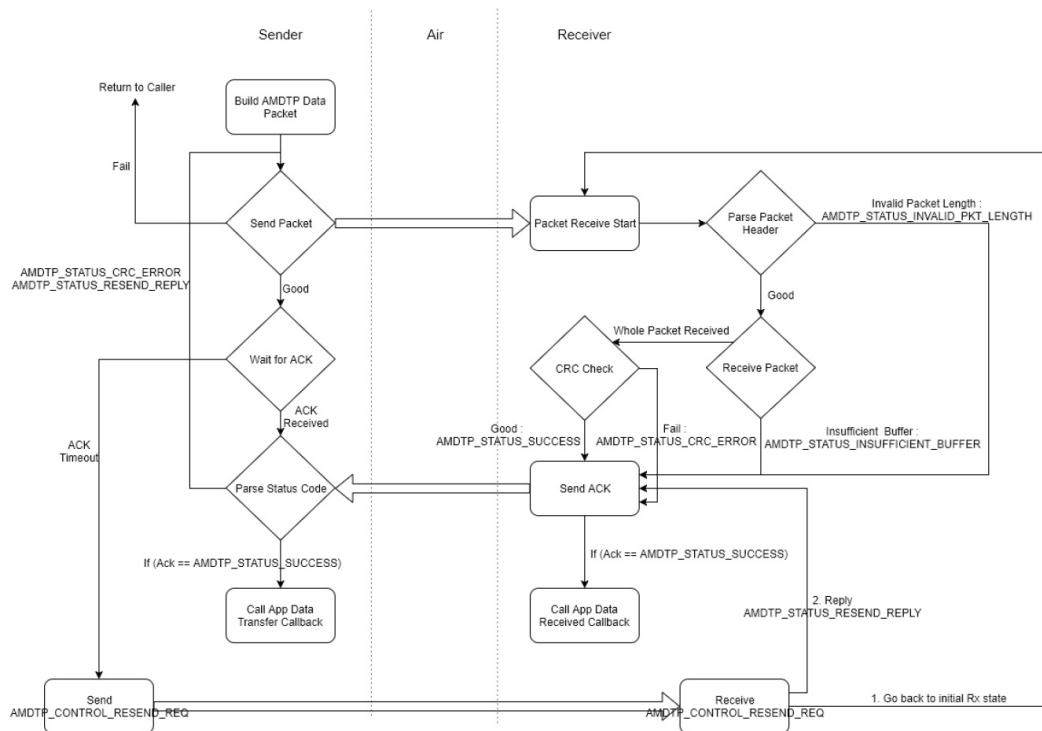 Sender
Air
Receiver
Return to Caller
Build AMDTP Data
Packet
Fail
Send Packet
Packet Receive Start
Parse Packet
Header
Invalid Packet Length :
AMDTP_STATUS_INVALID_PKT_LENGTH
AMDTP_STATUS_CRC_ERROR
AMDTP_STATUS_RESEND_REPLY
Good
Good
Whole Packet Received
Wait for ACK
CRC Check
Receive Packet
ACK
Received
ACK
Timeout
Good :
AMDTP_STATUS_SUCCESS
Fail :
AMDTP_STATUS_CRC_ERROR
Insufficient Buffer :
AMDTP_STATUS_INSUFFICIENT_BUFFER
Parse Status Code
Send ACK
If (Ack == AMDTP_STATUS_SUCCESS)
If (Ack == AMDTP_STATUS_SUCCESS)
Call App Data
Transfer Callback
Call App Data
Received Callback
2. Reply
AMDTP_STATUS_RESEND_REPLY
Send
AMDTP_CONTROL_RESEND_REQ
Receive
AMDTP_CONTROL_RESEND_REQ
1. Go back to initial Rx state